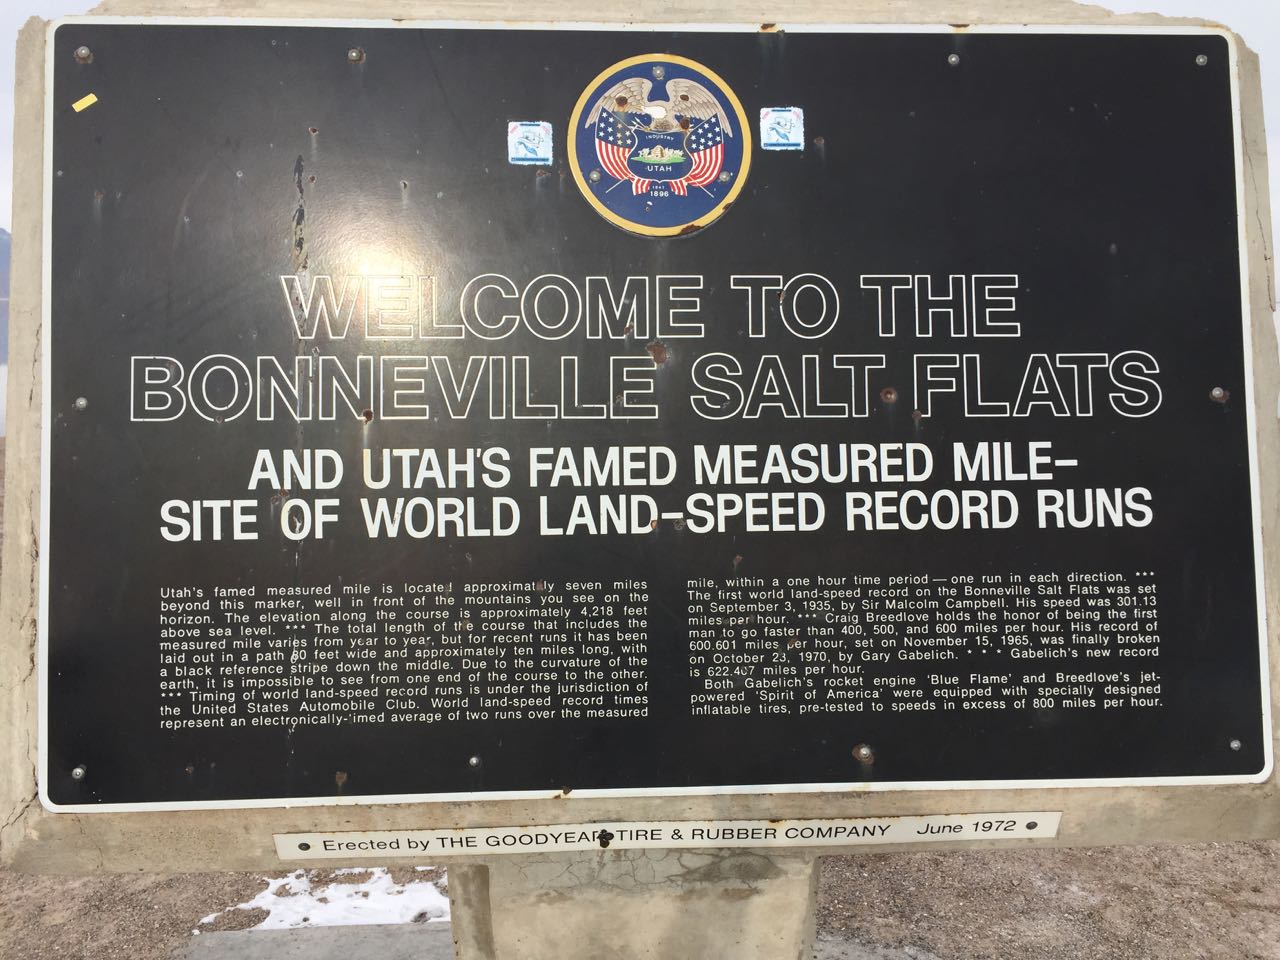 INDUSTRY
UTAH
1847
1896
WELCOME TO THE
BONNEVILLE SALT FLATS
AND UTAH'S FAMED MEASURED MILE–
SITE OF WORLD LAND–SPEED RECORD RUNS
Utah's famed measured mile is located approximately seven miles
beyond this marker, well in front of the mountains you see on the
horizon. The elevation along the course is approximately 4,218 feet
above sea level. *** The total length of the course that includes the
measured mile varies from year to year, but for recent runs it has been
laid out in a path 80 feet wide and approximately ten miles long, with
a black reference stripe down the middle. Due to the curvature of the
earth, it is impossible to see from one end of the course to the other.
*** Timing of world land-speed record runs is under the jurisdiction of
the United States Automobile Club. World land-speed record times
represent an electronically-timed average of two runs over the measured
mile, within a one hour time period — one run in each direction. ***
The first world land-speed record on the Bonneville Salt Flats was set
on September 3, 1935, by Sir Malcolm Campbell. His speed was 301.13
miles per hour. *** Craig Breedlove holds the honor of being the first
man to go faster than 400, 500, and 600 miles per hour. His record of
600.601 miles per hour, set on November 15, 1965, was finally broken
on October 23, 1970, by Gary Gabelich. * * * Gabelich's new record
is 622.407 miles per hour.
Both Gabelich's rocket engine 'Blue Flame' and Breedlove's jet-
powered 'Spirit of America' were equipped with specially designed
inflatable tires, pre-tested to speeds in excess of 800 miles per hour.
Erected by THE GOODYEAR TIRE & RUBBER COMPANY June 1972